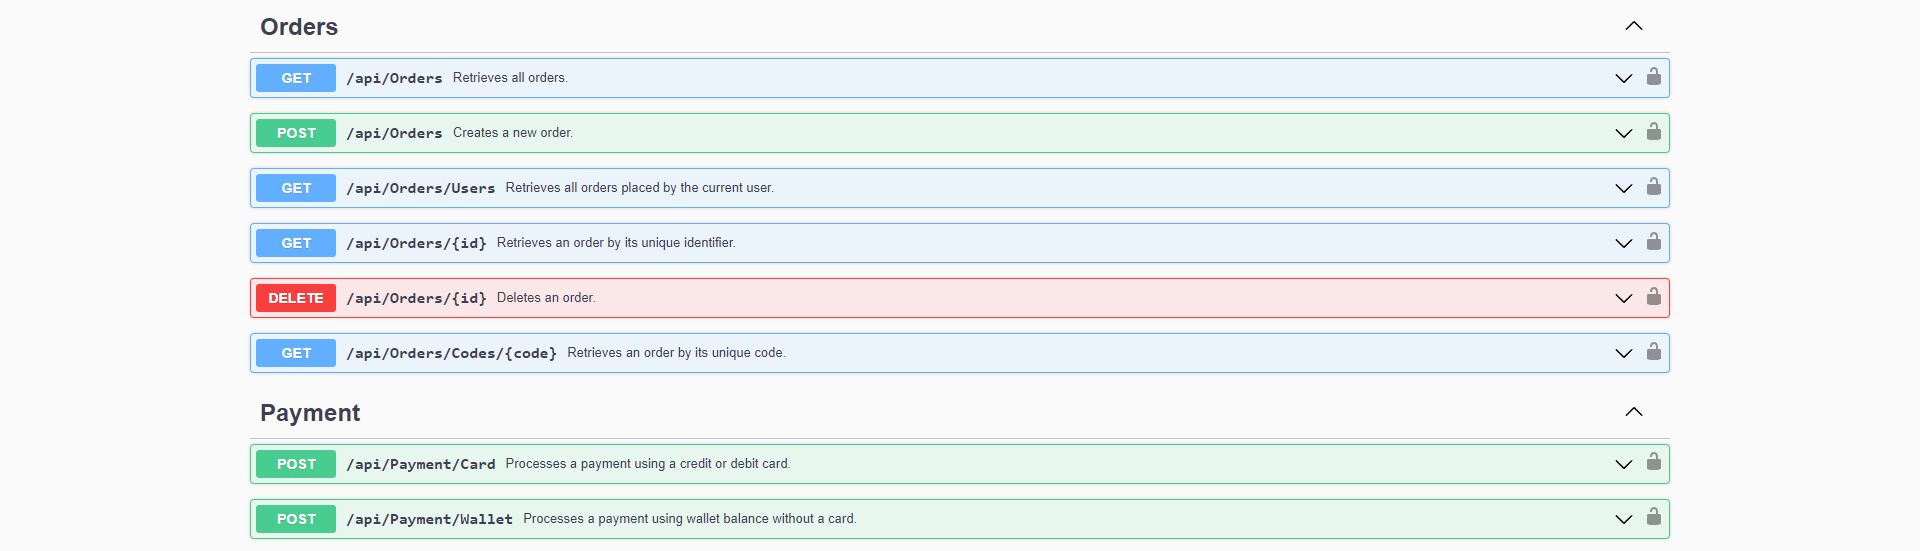 Orders
GET /api/Orders Retrieves all orders.
POST /api/Orders Creates a new order.
GET /api/Orders/Users Retrieves all orders placed by the current user.
GET /api/Orders/{id} Retrieves an order by its unique identifier.
DELETE /api/Orders/{id} Deletes an order.
GET /api/Orders/Codes/{code} Retrieves an order by its unique code.
Payment
POST /api/Payment/Card Processes a payment using a credit or debit card.
POST /api/Payment/Wallet Processes a payment using wallet balance without a card.